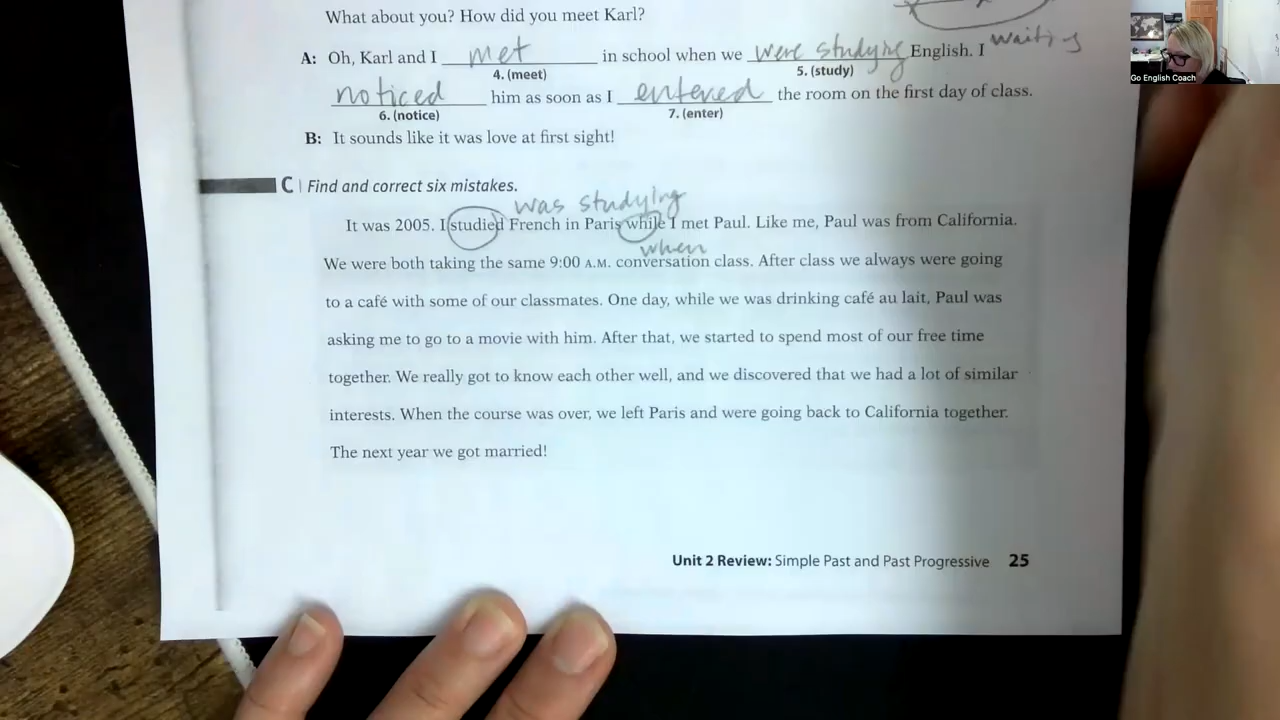 What about you? How did you meet Karl?
waiting
A: Oh, Karl and I met in school when we were studying English. I
4. (meet) 5. (study)
noticed him as soon as I entered the room on the first day of class.
6. (notice) 7. (enter)
B: It sounds like it was love at first sight!
C | Find and correct six mistakes.
was studying
It was 2005. I studied French in Paris while I met Paul. Like me, Paul was from California.
when
We were both taking the same 9:00 A.M. conversation class. After class we always were going
to a café with some of our classmates. One day, while we was drinking café au lait, Paul was
asking me to go to a movie with him. After that, we started to spend most of our free time
together. We really got to know each other well, and we discovered that we had a lot of similar
interests. When the course was over, we left Paris and were going back to California together.
The next year we got married!
Unit 2 Review: Simple Past and Past Progressive 25
Go English Coach